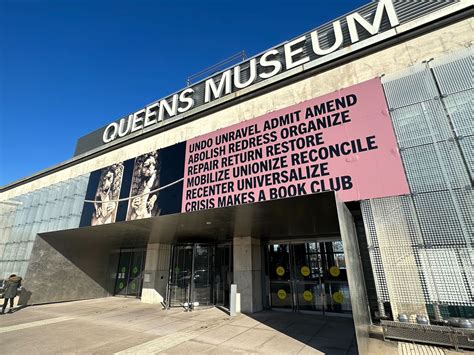 QUEENS MUSEUM
UNDO UNRAVEL ADMIT AMEND
ABOLISH REDRESS ORGANIZE
REPAIR RETURN RESTORE
MOBILIZE UNIONIZE RECONCILE
RECENTER UNIVERSALIZE
CRISIS MAKES A BOOK CLUB